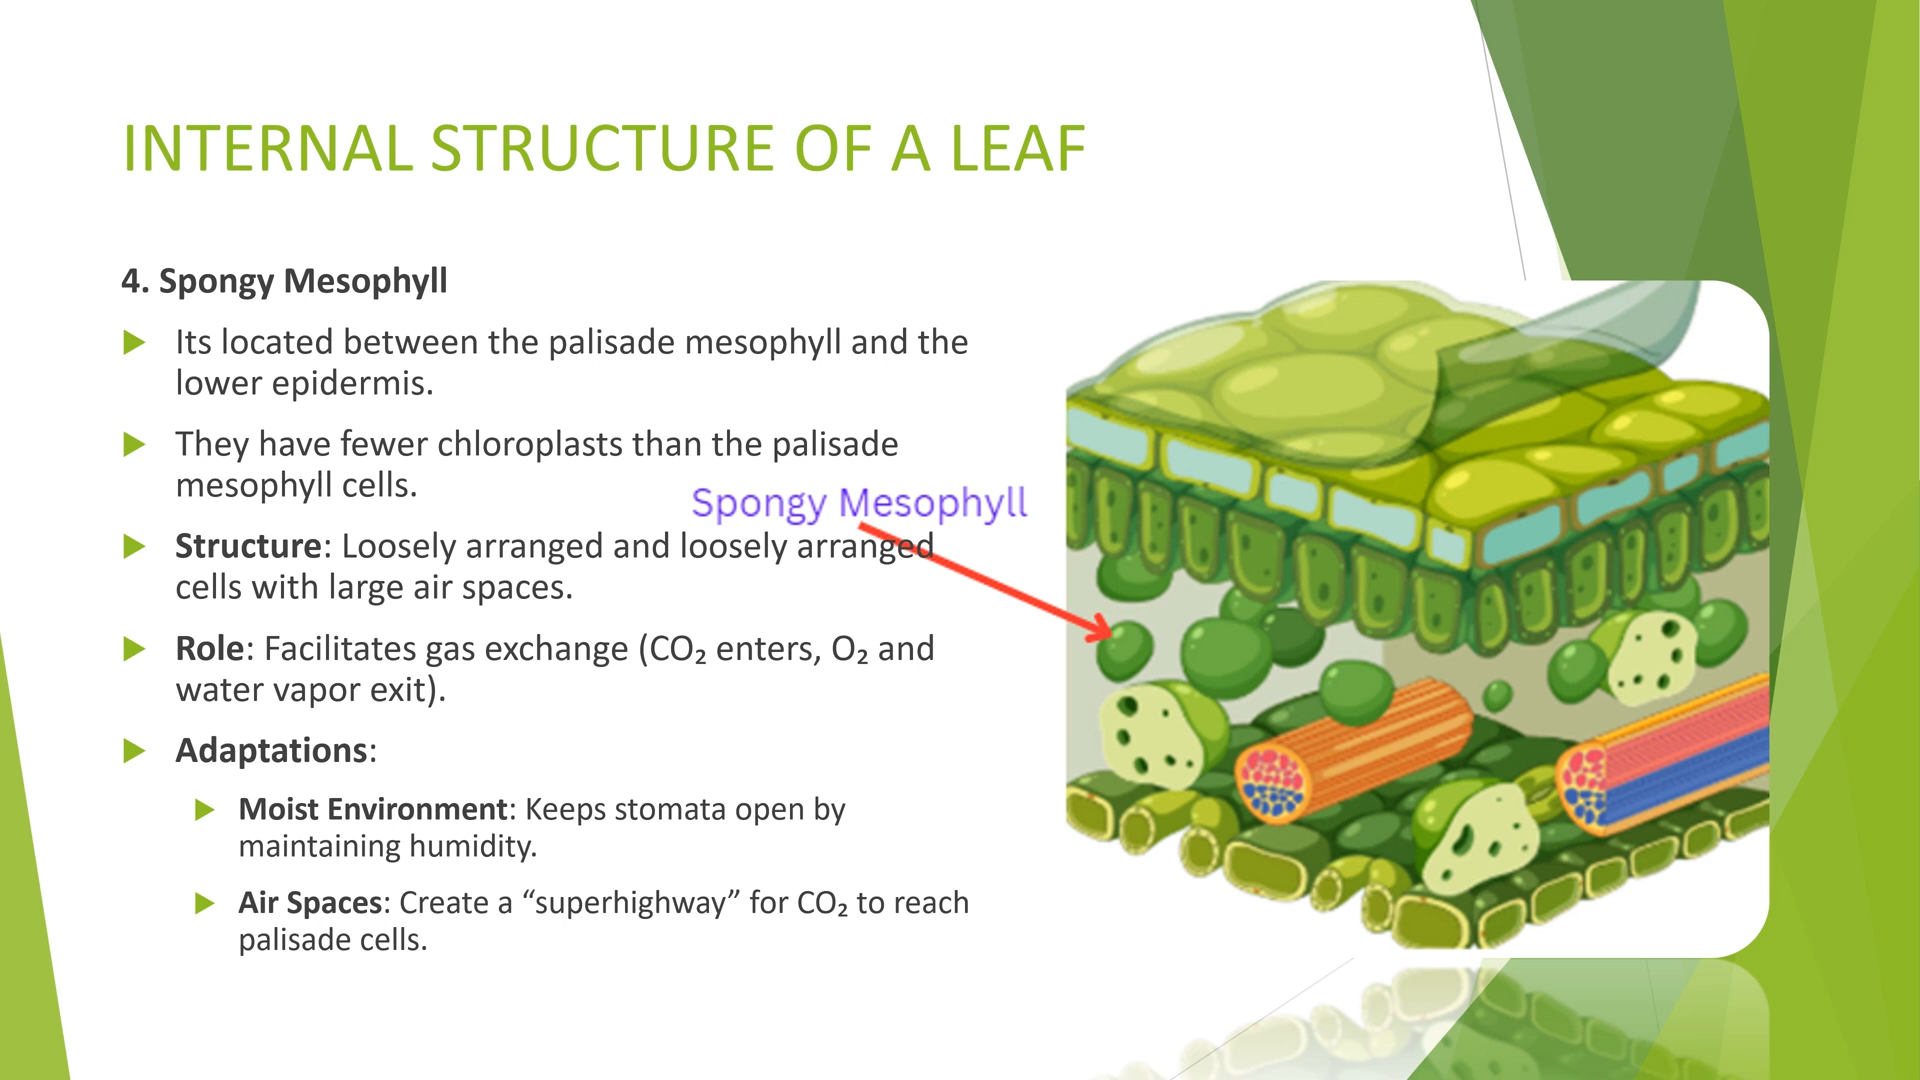 INTERNAL STRUCTURE OF A LEAF
4. Spongy Mesophyll
Its located between the palisade mesophyll and the
lower epidermis.
They have fewer chloroplasts than the palisade
mesophyll cells.
Spongy Mesophyll
Structure: Loosely arranged and loosely arranged
cells with large air spaces.
Role: Facilitates gas exchange (CO₂ enters, O₂ and
water vapor exit).
Adaptations:
Moist Environment: Keeps stomata open by
maintaining humidity.
Air Spaces: Create a “superhighway” for CO₂ to reach
palisade cells.